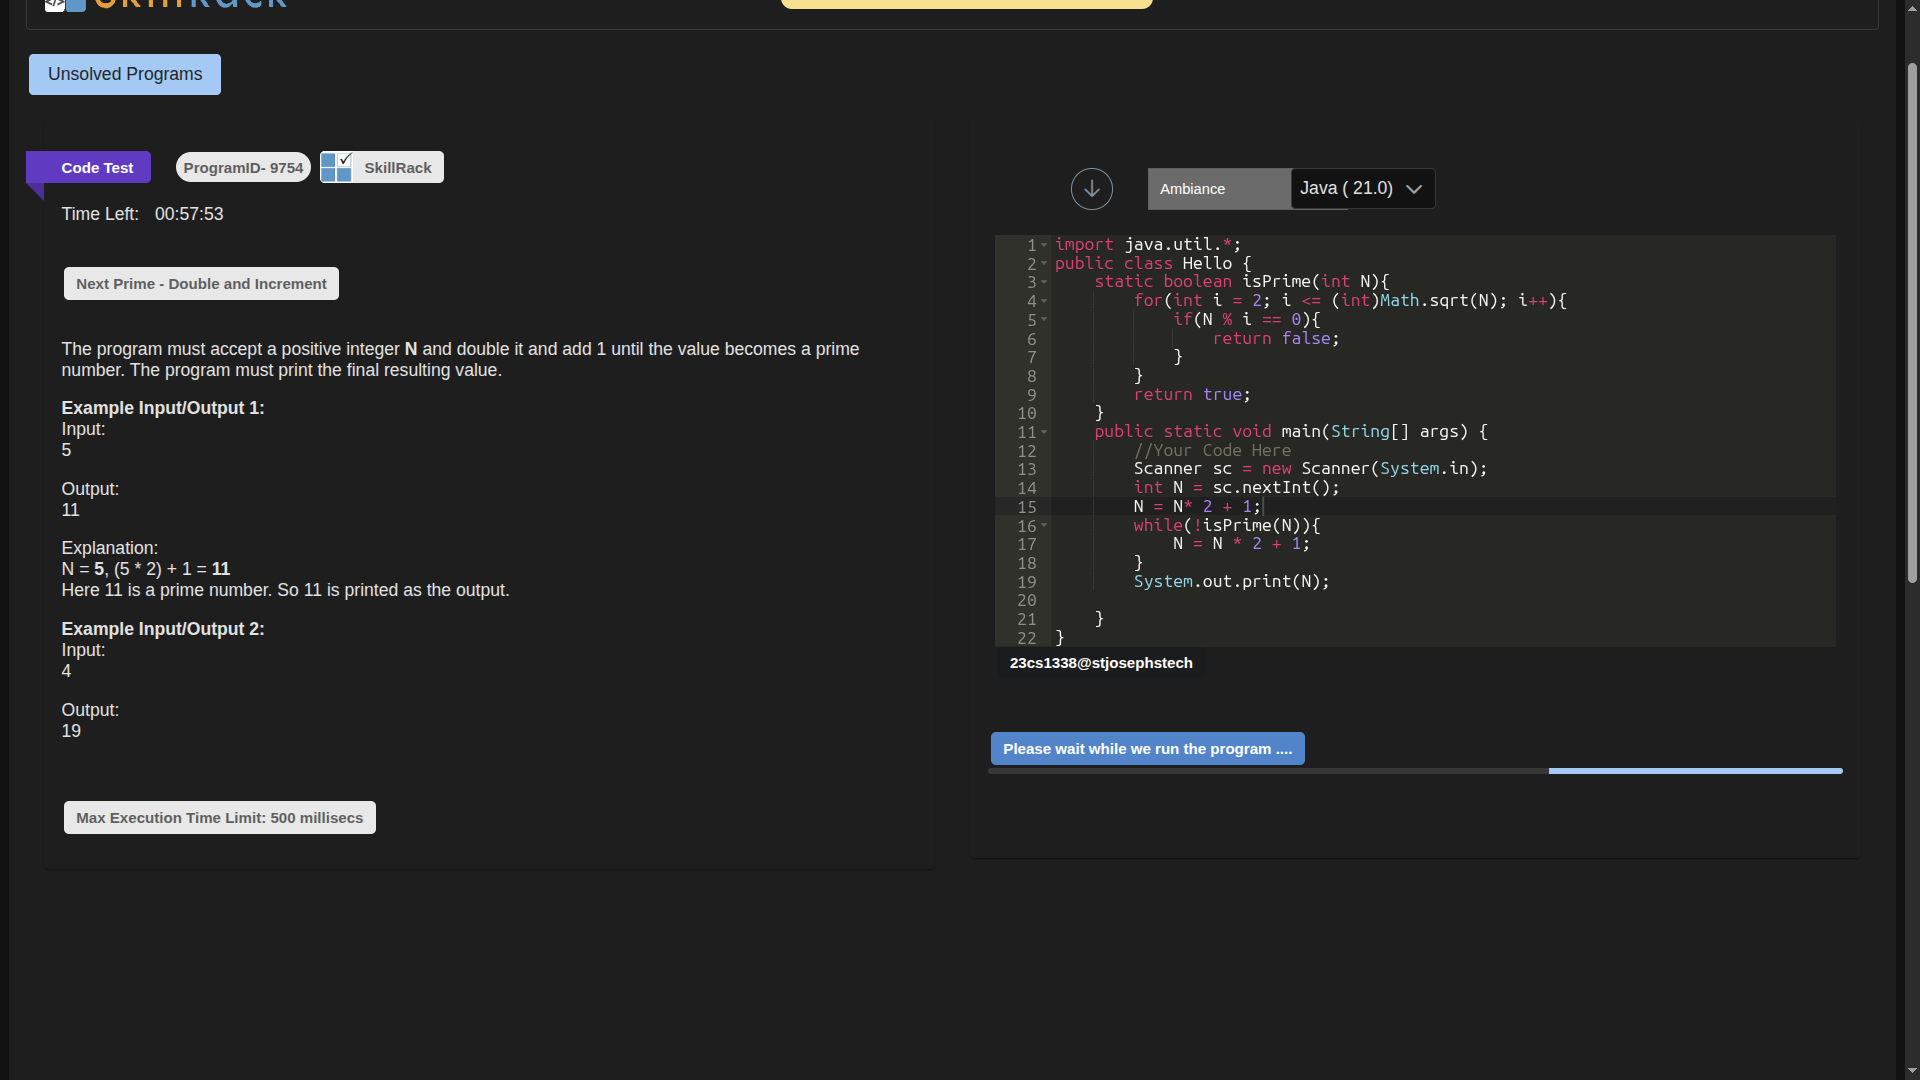 SkillRack
Unsolved Programs
Code Test
ProgramID- 9754
SkillRack
Time Left: 00:57:53
Next Prime - Double and Increment
The program must accept a positive integer N and double it and add 1 until the value becomes a prime
number. The program must print the final resulting value.
Example Input/Output 1:
Input:
5
Output:
11
Explanation:
N = 5, (5 * 2) + 1 = 11
Here 11 is a prime number. So 11 is printed as the output.
Example Input/Output 2:
Input:
4
Output:
19
Max Execution Time Limit: 500 millisecs
Ambiance
Java ( 21.0)
1 import java.util.*;
2 public class Hello {
3     static boolean isPrime(int N){
4         for(int i = 2; i <= (int)Math.sqrt(N); i++){
5             if(N % i == 0){
6                 return false;
7             }
8         }
9         return true;
10     }
11     public static void main(String[] args) {
12         //Your Code Here
13         Scanner sc = new Scanner(System.in);
14         int N = sc.nextInt();
15         N = N* 2 + 1;
16         while(!isPrime(N)){
17             N = N * 2 + 1;
18         }
19         System.out.print(N);
20
21     }
22 }
23cs1338@stjosephstech
Please wait while we run the program ....